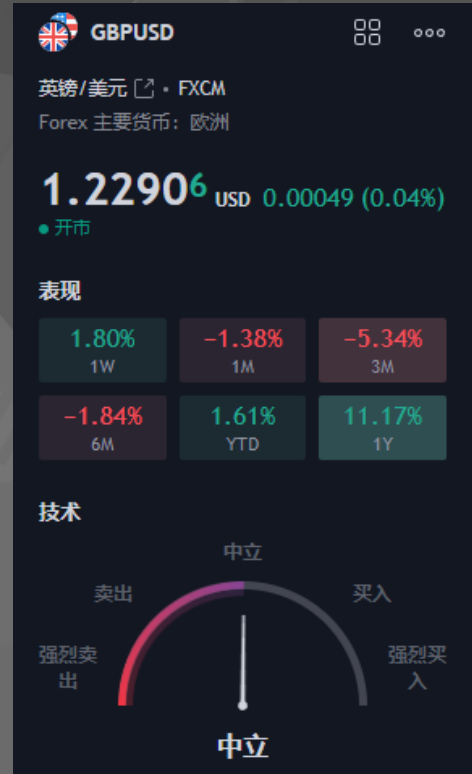 GBPUSD
英镑/美元 • FXCM
Forex 主要货币：欧洲
1.22906 USD 0.00049 (0.04%)
开市
表现
1.80% −1.38% −5.34%
1W 1M 3M
−1.84% 1.61% 11.17%
6M YTD 1Y
技术
中立
卖出 买入
强烈卖 强烈买
出 入
中立